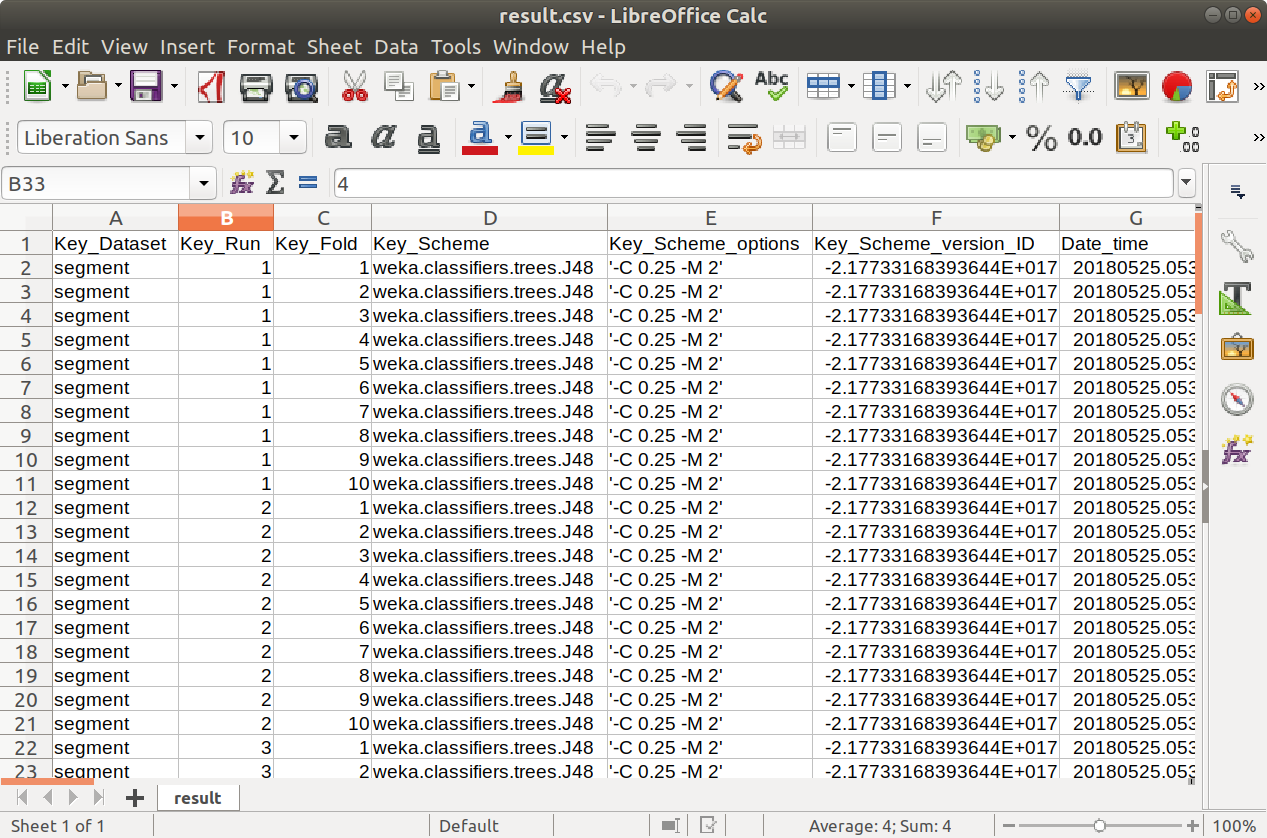 result.csv - LibreOffice Calc
File Edit View Insert Format Sheet Data Tools Window Help
Abc
Liberation Sans 10 a a a a % 0.0
B33 fx Σ = 4
A B C D E F G
1 Key_Dataset Key_Run Key_Fold Key_Scheme Key_Scheme_options Key_Scheme_version_ID Date_time
2 segment 1 1 weka.classifiers.trees.J48 '-C 0.25 -M 2' -2.17733168393644E+017 20180525.053
3 segment 1 2 weka.classifiers.trees.J48 '-C 0.25 -M 2' -2.17733168393644E+017 20180525.053
4 segment 1 3 weka.classifiers.trees.J48 '-C 0.25 -M 2' -2.17733168393644E+017 20180525.053
5 segment 1 4 weka.classifiers.trees.J48 '-C 0.25 -M 2' -2.17733168393644E+017 20180525.053
6 segment 1 5 weka.classifiers.trees.J48 '-C 0.25 -M 2' -2.17733168393644E+017 20180525.053
7 segment 1 6 weka.classifiers.trees.J48 '-C 0.25 -M 2' -2.17733168393644E+017 20180525.053
8 segment 1 7 weka.classifiers.trees.J48 '-C 0.25 -M 2' -2.17733168393644E+017 20180525.053
9 segment 1 8 weka.classifiers.trees.J48 '-C 0.25 -M 2' -2.17733168393644E+017 20180525.053
10 segment 1 9 weka.classifiers.trees.J48 '-C 0.25 -M 2' -2.17733168393644E+017 20180525.053
11 segment 1 10 weka.classifiers.trees.J48 '-C 0.25 -M 2' -2.17733168393644E+017 20180525.053
12 segment 2 1 weka.classifiers.trees.J48 '-C 0.25 -M 2' -2.17733168393644E+017 20180525.053
13 segment 2 2 weka.classifiers.trees.J48 '-C 0.25 -M 2' -2.17733168393644E+017 20180525.053
14 segment 2 3 weka.classifiers.trees.J48 '-C 0.25 -M 2' -2.17733168393644E+017 20180525.053
15 segment 2 4 weka.classifiers.trees.J48 '-C 0.25 -M 2' -2.17733168393644E+017 20180525.053
16 segment 2 5 weka.classifiers.trees.J48 '-C 0.25 -M 2' -2.17733168393644E+017 20180525.053
17 segment 2 6 weka.classifiers.trees.J48 '-C 0.25 -M 2' -2.17733168393644E+017 20180525.053
18 segment 2 7 weka.classifiers.trees.J48 '-C 0.25 -M 2' -2.17733168393644E+017 20180525.053
19 segment 2 8 weka.classifiers.trees.J48 '-C 0.25 -M 2' -2.17733168393644E+017 20180525.053
20 segment 2 9 weka.classifiers.trees.J48 '-C 0.25 -M 2' -2.17733168393644E+017 20180525.053
21 segment 2 10 weka.classifiers.trees.J48 '-C 0.25 -M 2' -2.17733168393644E+017 20180525.053
22 segment 3 1 weka.classifiers.trees.J48 '-C 0.25 -M 2' -2.17733168393644E+017 20180525.053
23 segment 3 2 weka.classifiers.trees.J48 '-C 0.25 -M 2' -2.17733168393644E+017 20180525.053
result
Sheet 1 of 1 Default Average: 4; Sum: 4 100%